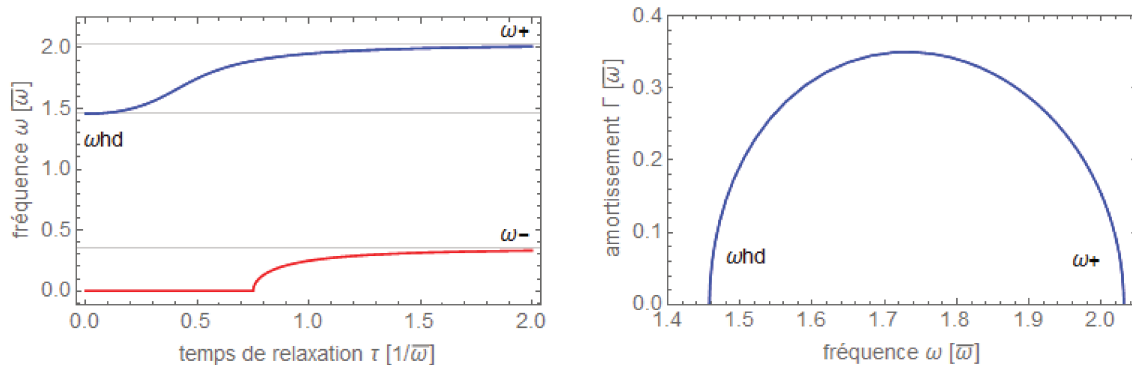 fréquence ω [ω̅]
2.0
1.5
1.0
0.5
0.0
ω+
ωhd
ω−
0.0 0.5 1.0 1.5 2.0
temps de relaxation τ [1/ω̅]
amortissement Γ [ω̅]
0.4
0.3
0.2
0.1
0.0
ωhd
ω+
1.4 1.5 1.6 1.7 1.8 1.9 2.0
fréquence ω [ω̅]